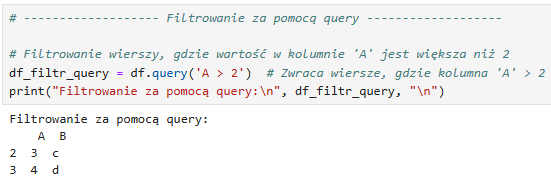 # ------------------ Filtrowanie za pomocą query ------------------
# Filtrowanie wierszy, gdzie wartość w kolumnie 'A' jest większa niż 2
df_filtr_query = df.query('A > 2')  # Zwraca wiersze, gdzie kolumna 'A' > 2
print("Filtrowanie za pomocą query:\n", df_filtr_query, "\n")
Filtrowanie za pomocą query:
    A  B
2  3  c
3  4  d